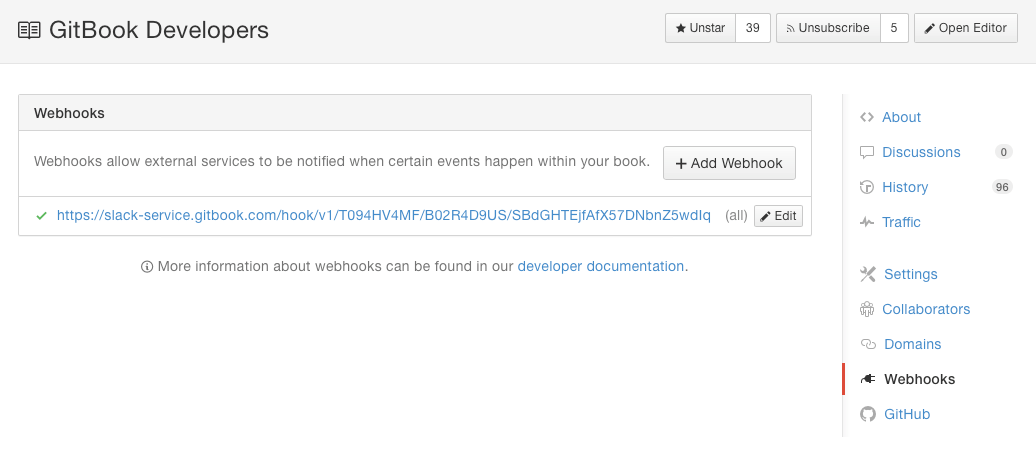 GitBook Developers
Unstar 39 Unsubscribe 5 Open Editor
Webhooks
Webhooks allow external services to be notified when certain events happen within your book. Add Webhook
https://slack-service.gitbook.com/hook/v1/T094HV4MF/B02R4D9US/SBdGHTEjfAfX57DNbnZ5wdIq (all) Edit
More information about webhooks can be found in our developer documentation.
About
Discussions 0
History 96
Traffic
Settings
Collaborators
Domains
Webhooks
GitHub